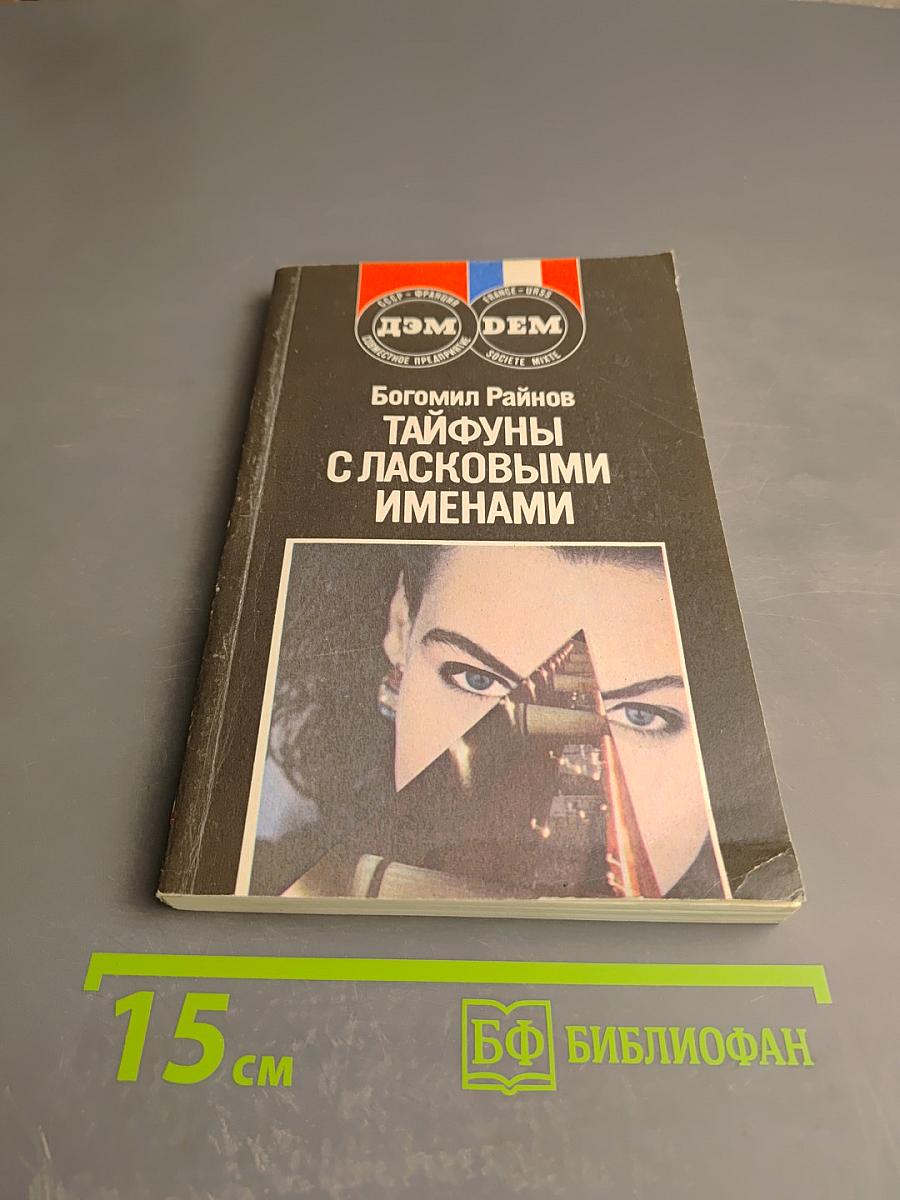 СССР - ФРАНЦИЯ
ДЭМ
СОВМЕСТНОЕ ПРЕДПРИЯТИЕ
FRANCE - URSS
DEM
SOCIETE MIXTE
Богомил Райнов
ТАЙФУНЫ
С ЛАСКОВЫМИ
ИМЕНАМИ
15 см
БФ БИБЛИОФАН